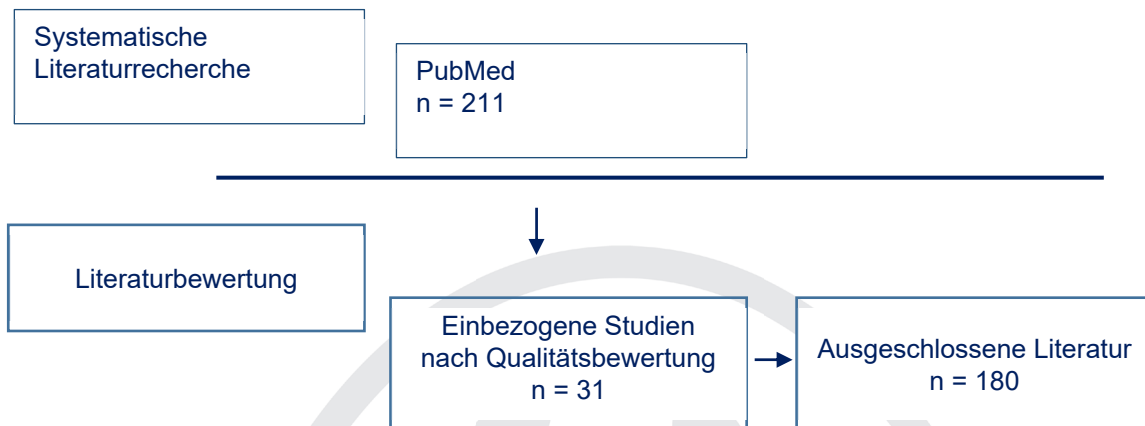 Systematische
Literaturrecherche
PubMed
n = 211
Literaturbewertung
Einbezogene Studien
nach Qualitätsbewertung
n = 31
Ausgeschlossene Literatur
n = 180